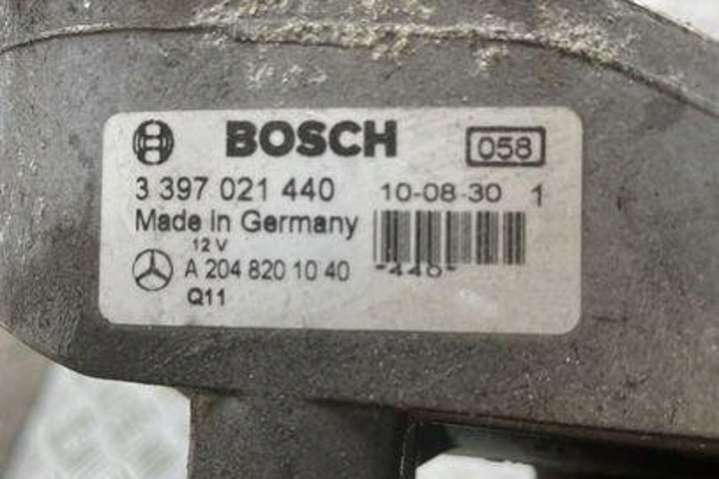 BOSCH 058
3 397 021 440 10-08-30 1
Made In Germany
12 V
A 204 820 10 40 -440-
Q11